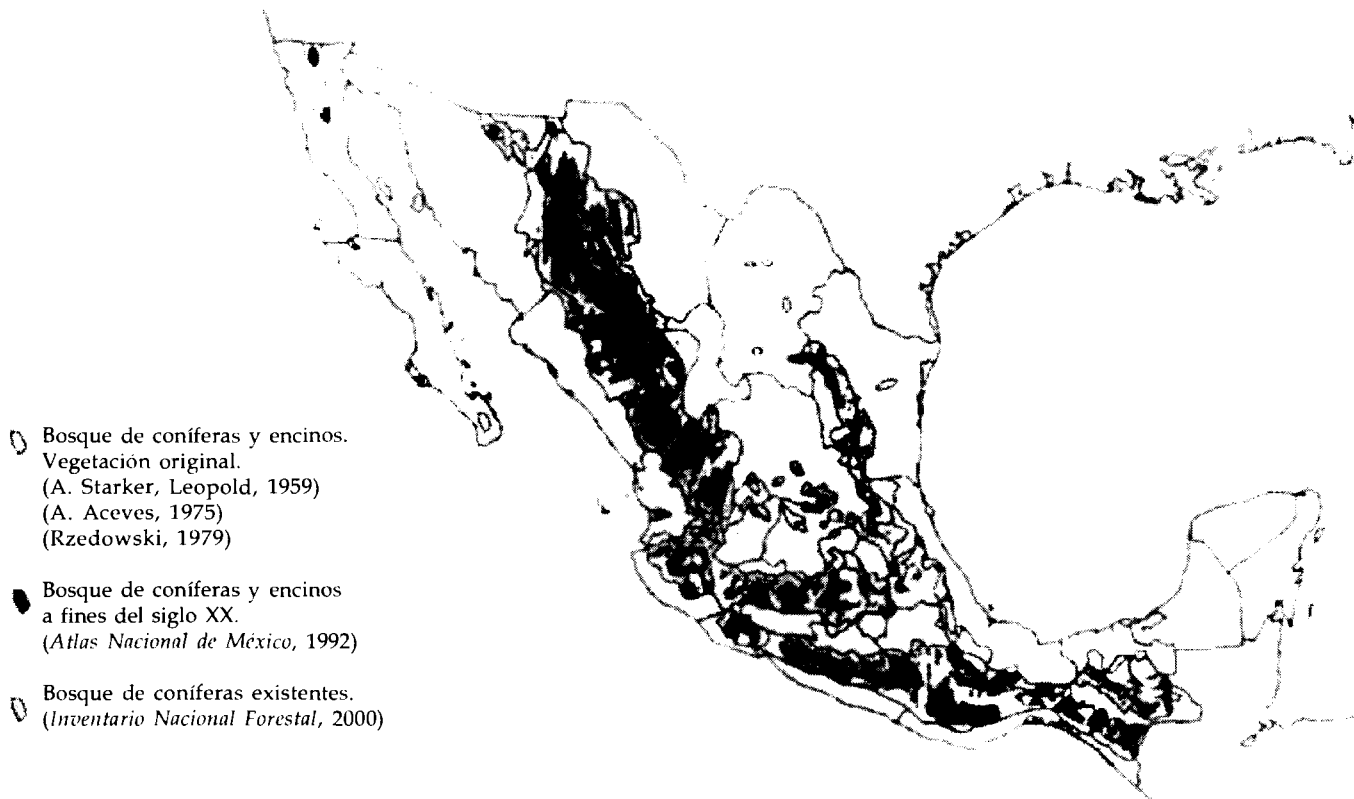 Bosque de coníferas y encinos.
Vegetación original.
(A. Starker, Leopold, 1959)
(A. Aceves, 1975)
(Rzedowski, 1979)
Bosque de coníferas y encinos
a fines del siglo XX.
(Atlas Nacional de México, 1992)
Bosque de coníferas existentes.
(Inventario Nacional Forestal, 2000)